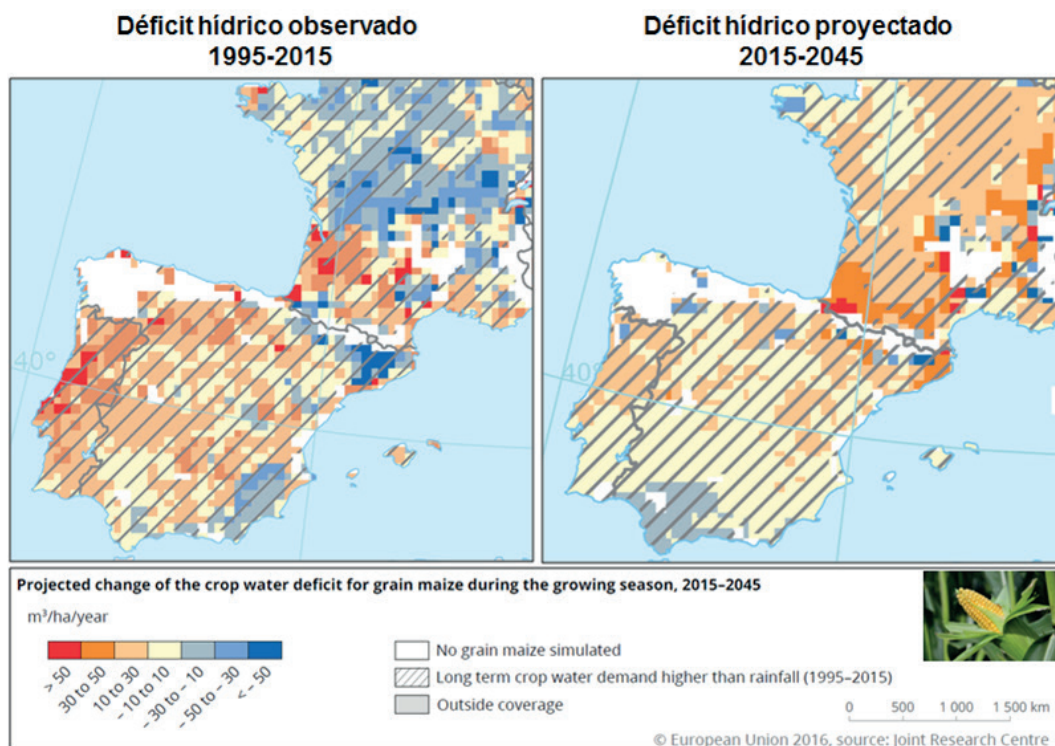 Déficit hídrico observado
1995-2015
Déficit hídrico proyectado
2015-2045
40°
40°
Projected change of the crop water deficit for grain maize during the growing season, 2015–2045
m³/ha/year
> 50
30 to 50
10 to 30
– 10 to 10
– 30 to – 10
– 50 to – 30
< – 50
No grain maize simulated
Long term crop water demand higher than rainfall (1995–2015)
Outside coverage
0 500 1 000 1 500 km
© European Union 2016, source: Joint Research Centre